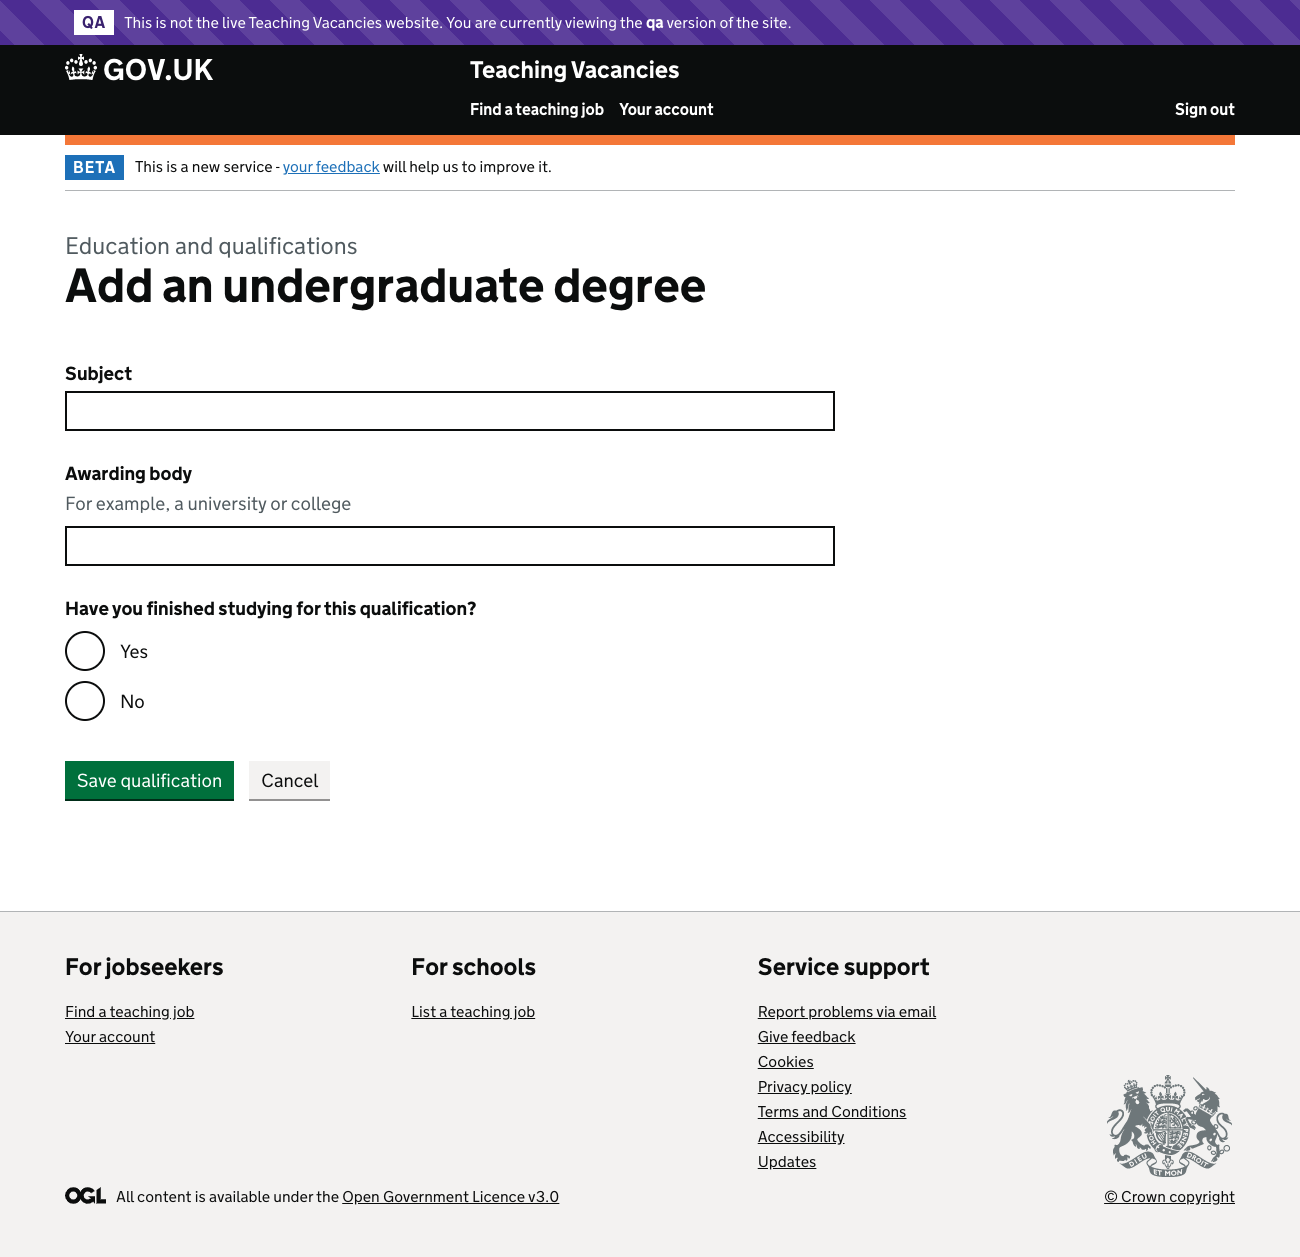 QA This is not the live Teaching Vacancies website. You are currently viewing the qa version of the site.
GOV.UK Teaching Vacancies
Find a teaching job Your account Sign out
BETA This is a new service - your feedback will help us to improve it.
Education and qualifications
Add an undergraduate degree
Subject
Awarding body
For example, a university or college
Have you finished studying for this qualification?
Yes
No
Save qualification Cancel
For jobseekers
Find a teaching job
Your account
For schools
List a teaching job
Service support
Report problems via email
Give feedback
Cookies
Privacy policy
Terms and Conditions
Accessibility
Updates
DIEU ET MON DROIT
OGL All content is available under the Open Government Licence v3.0
© Crown copyright